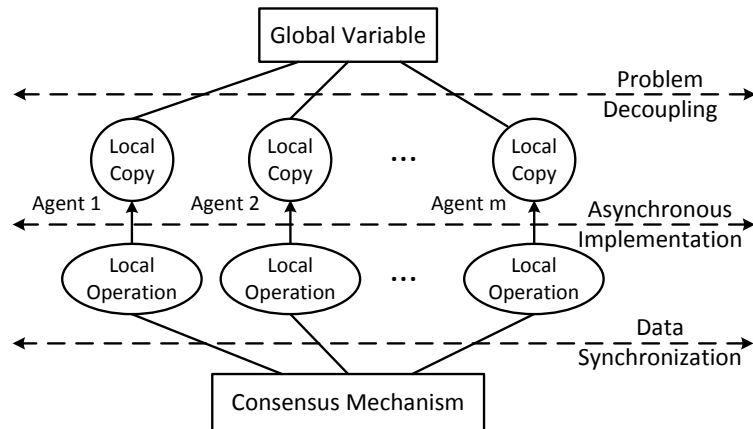 Global Variable
Problem
Decoupling
Local Copy
Local Copy
...
Local Copy
Agent 1
Agent 2
Agent m
Asynchronous
Implementation
Local Operation
Local Operation
...
Local Operation
Data
Synchronization
Consensus Mechanism